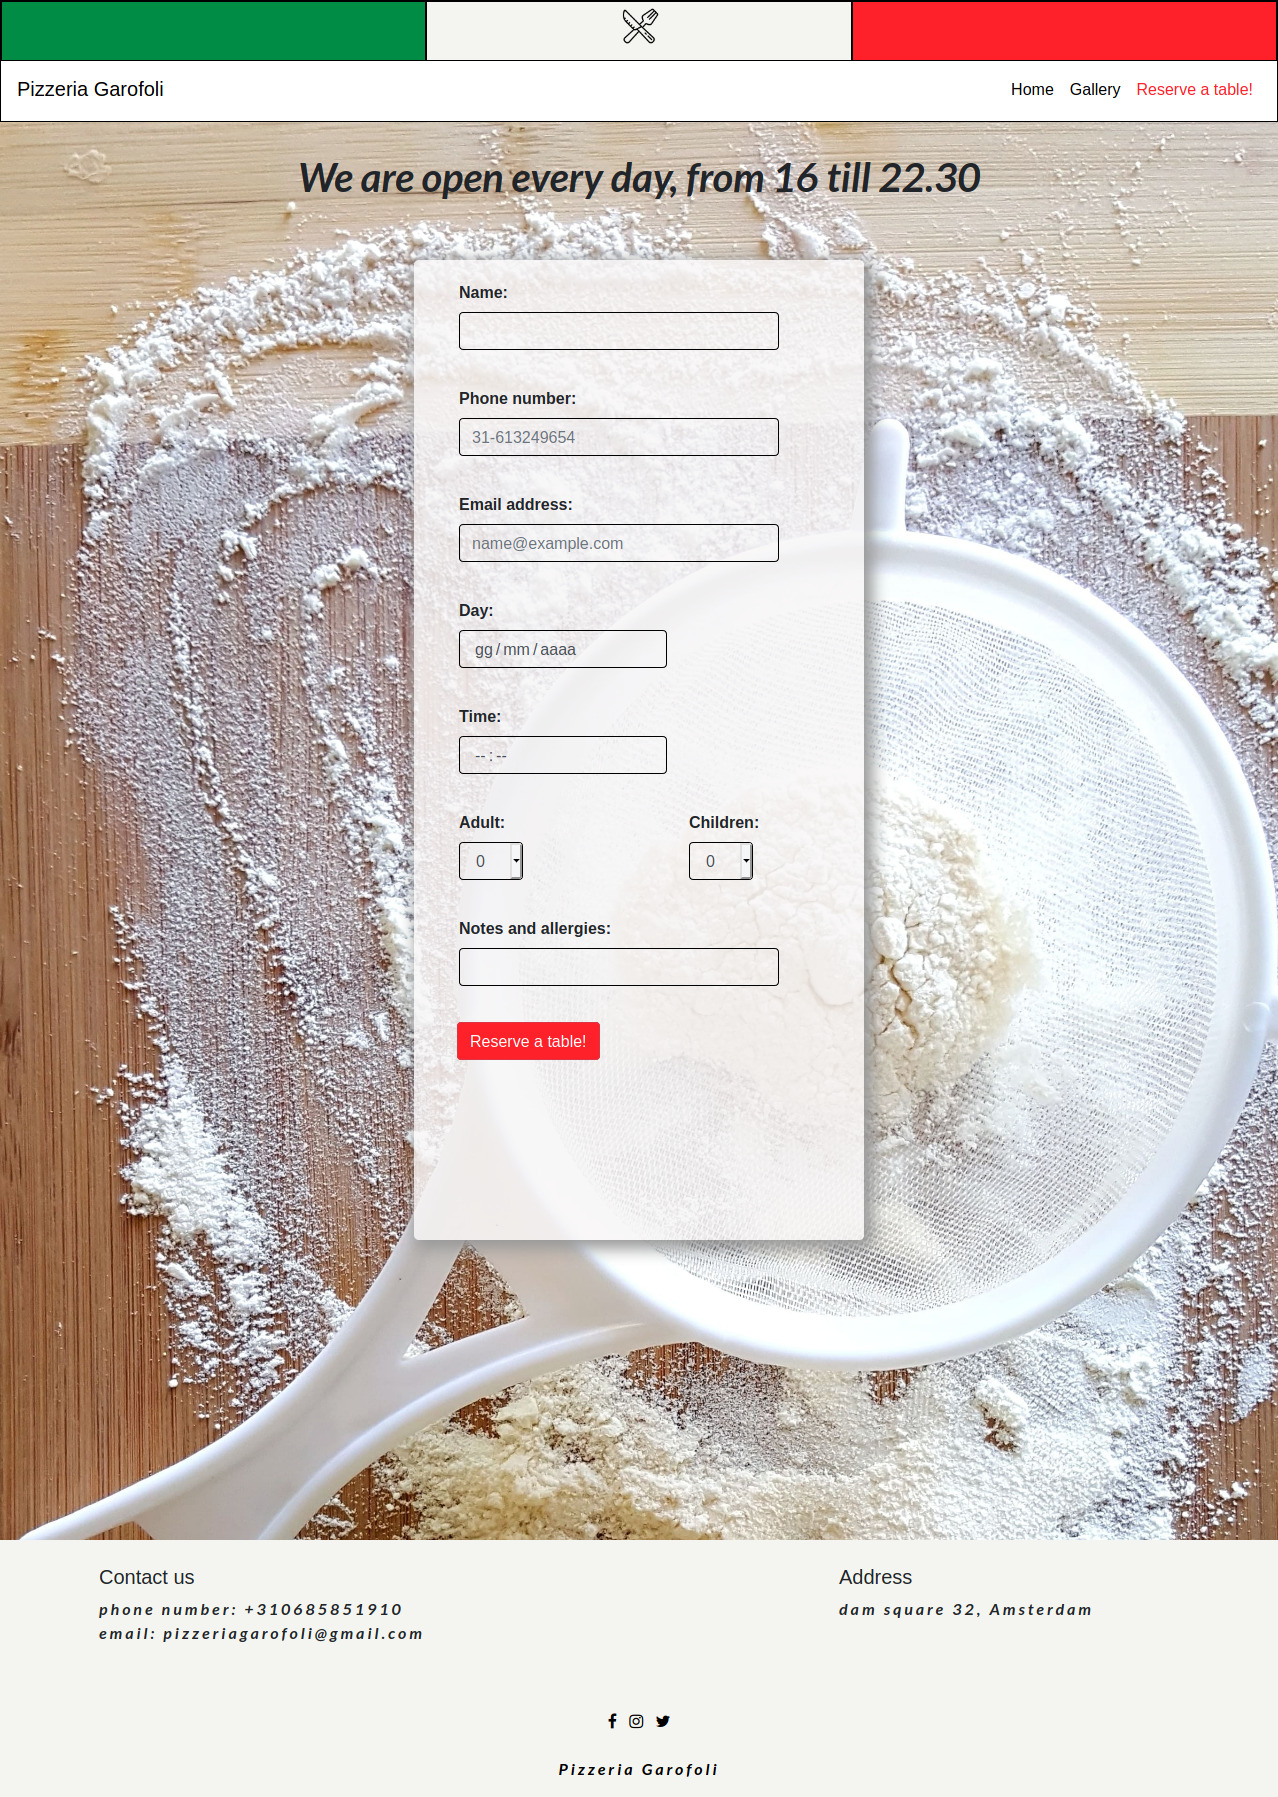 Pizzeria Garofoli
Home Gallery Reserve a table!
We are open every day, from 16 till 22.30
Name:
Phone number:
31-613249654
Email address:
name@example.com
Day:
gg/mm/aaaa
Time:
--:--
Adult: Children:
0 0
Notes and allergies:
Reserve a table!
Contact us
phone number: +310685851910
email: pizzeriagarofoli@gmail.com
Address
dam square 32, Amsterdam
Pizzeria Garofoli